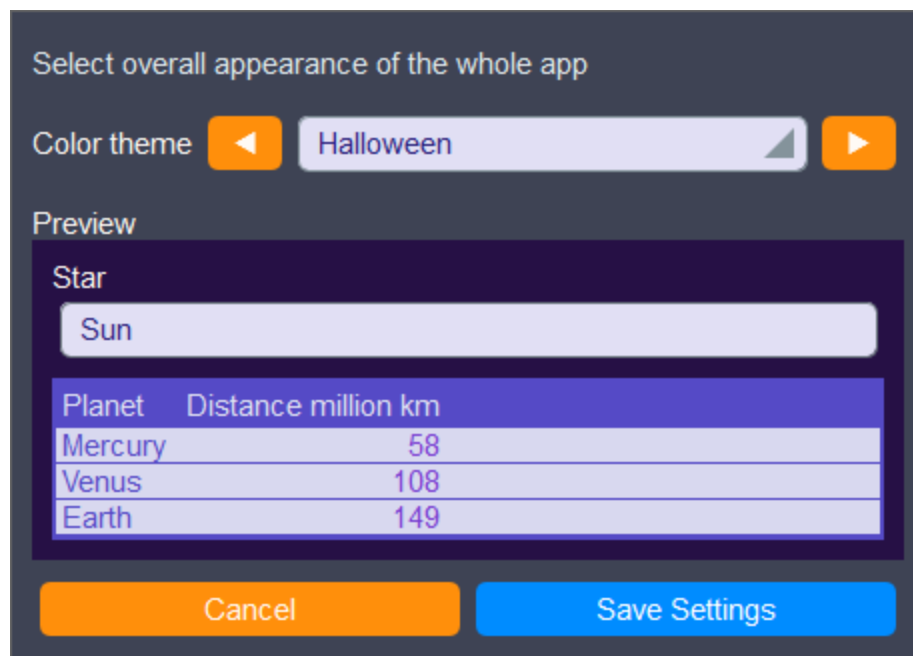 Select overall appearance of the whole app
Color theme Halloween
Preview
Star
Sun
Planet Distance million km
Mercury 58
Venus 108
Earth 149
Cancel Save Settings